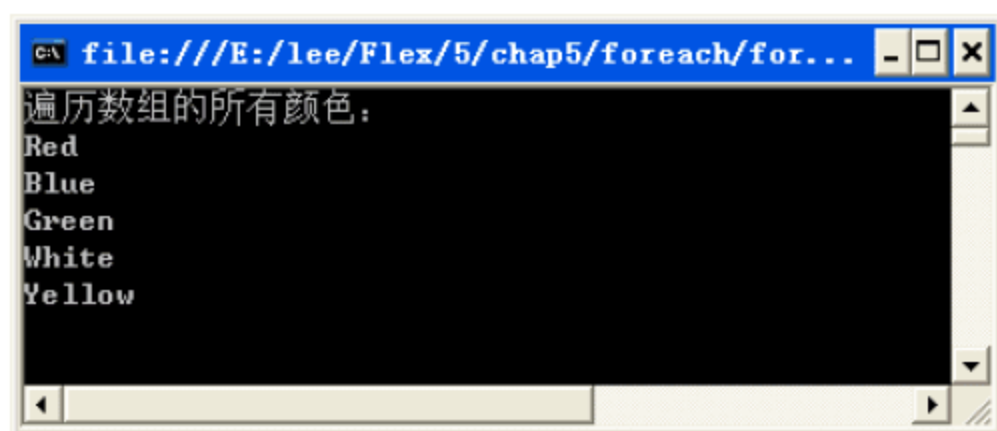 file:///E:/lee/Flex/5/chap5/foreach/for...
遍历数组的所有颜色：
Red
Blue
Green
White
Yellow